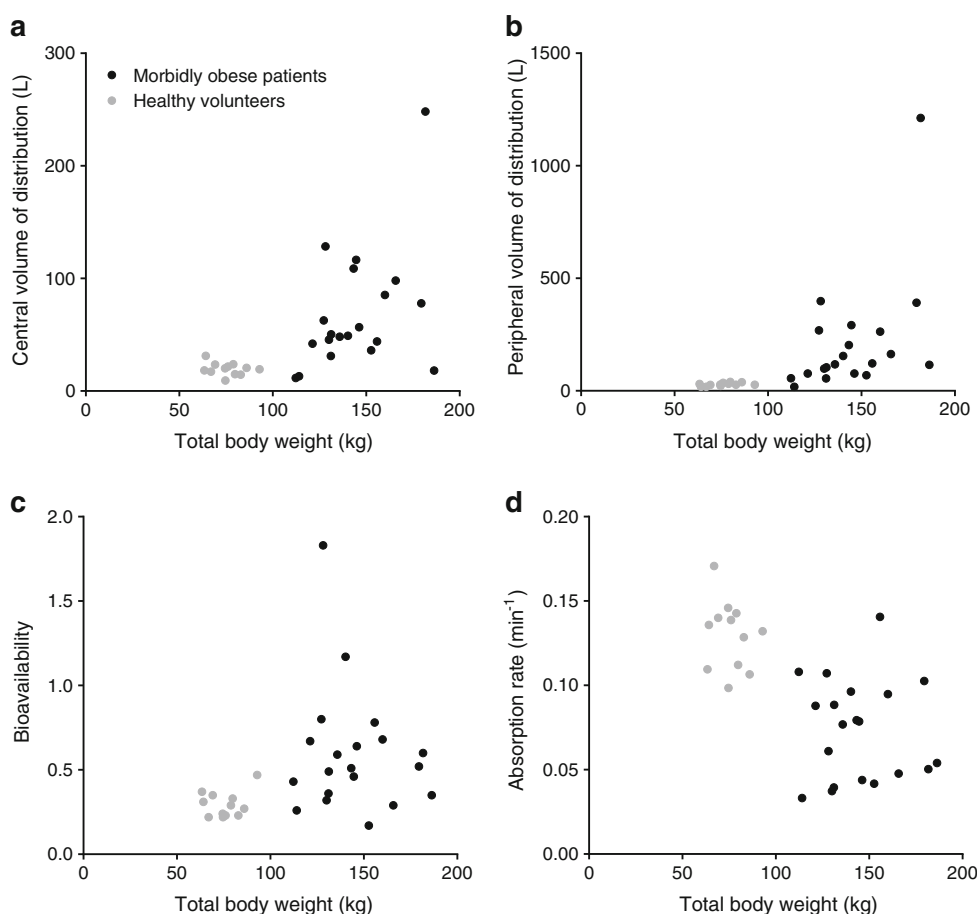 a
300
Morbidly obese patients
Healthy volunteers
200
100
0
0 50 100 150 200
Central volume of distribution (L)
Total body weight (kg)
b
1500
1000
500
0
0 50 100 150 200
Peripheral volume of distribution (L)
Total body weight (kg)
c
2.0
1.5
1.0
0.5
0.0
0 50 100 150 200
Bioavailability
Total body weight (kg)
d
0.20
0.15
0.10
0.05
0.00
0 50 100 150 200
Absorption rate (min⁻¹)
Total body weight (kg)